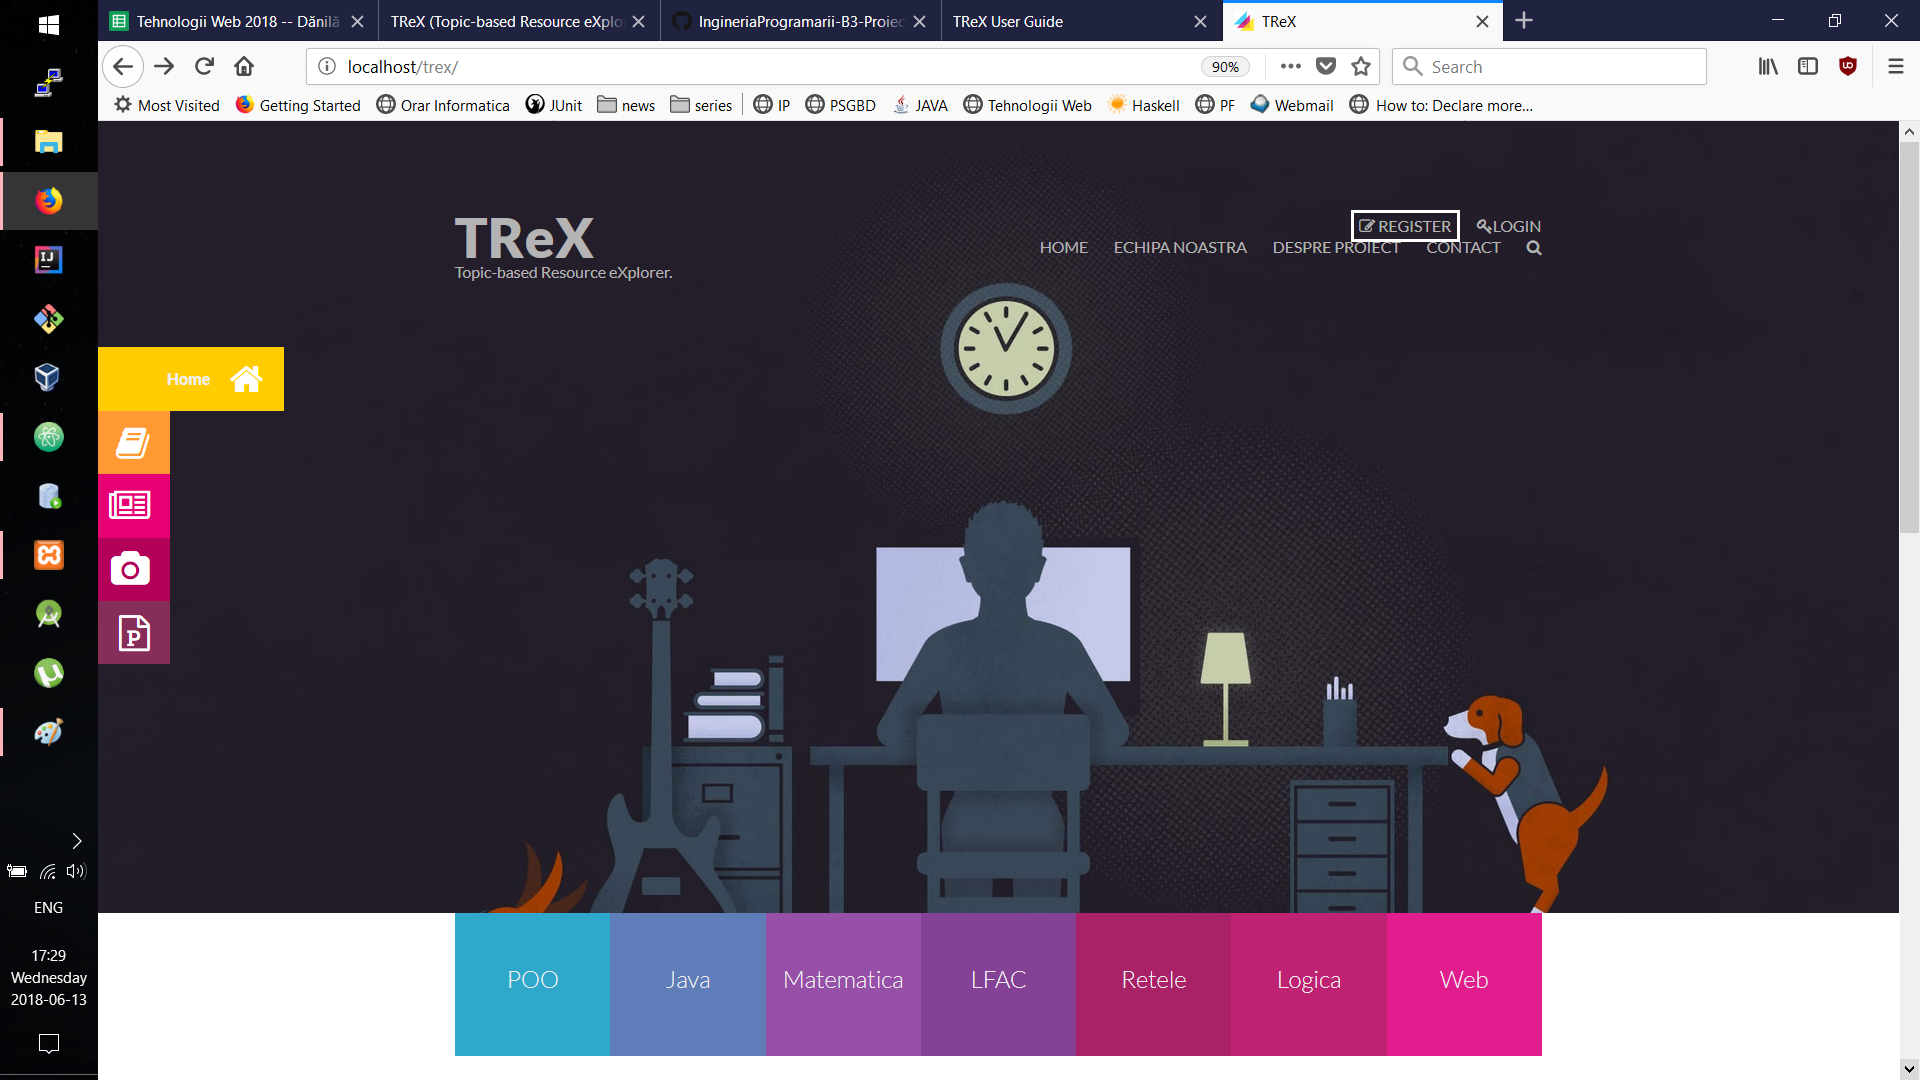 Tehnologii Web 2018 -- Dănilă
TReX (Topic-based Resource eXplo
IngineriaProgramarii-B3-Proiec
TReX User Guide
TReX
localhost/trex/
90%
Search
Most Visited
Getting Started
Orar Informatica
JUnit
news
series
IP
PSGBD
JAVA
Tehnologii Web
Haskell
PF
Webmail
How to: Declare more...
TReX
Topic-based Resource eXplorer.
REGISTER
LOGIN
HOME
ECHIPA NOASTRA
DESPRE PROIECT
CONTACT
Home
P
POO
Java
Matematica
LFAC
Retele
Logica
Web
ENG
17:29
Wednesday
2018-06-13